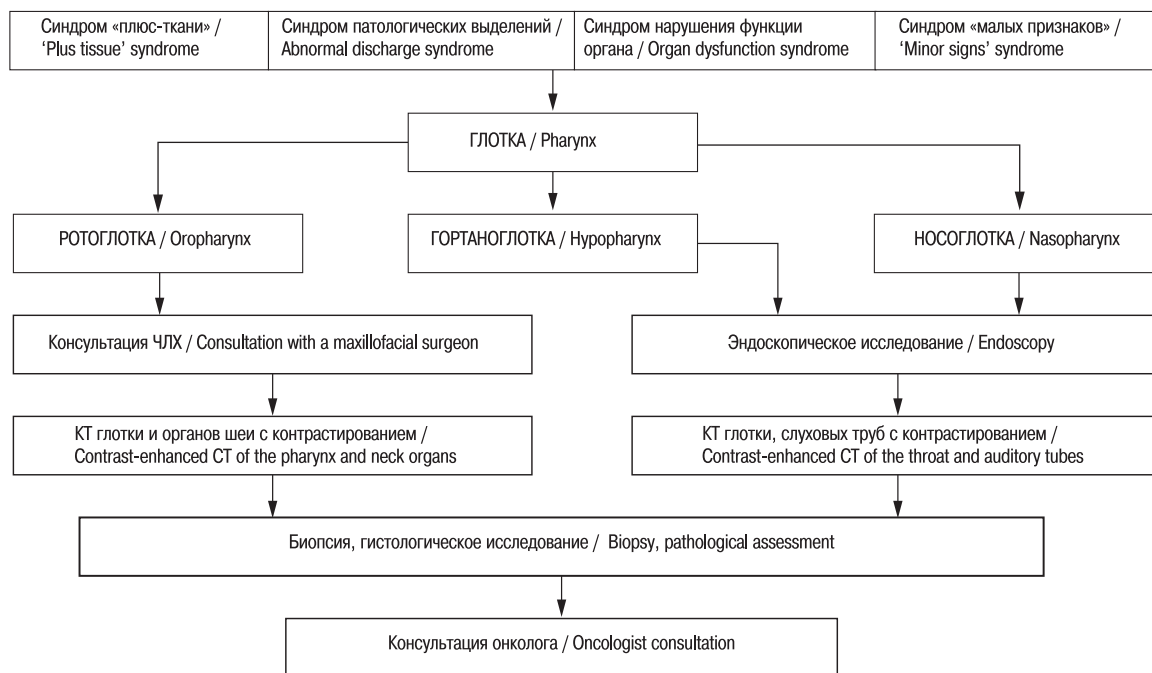 Синдром «плюс-ткани» /
‘Plus tissue’ syndrome
Синдром патологических выделений /
Abnormal discharge syndrome
Синдром нарушения функции
органа / Organ dysfunction syndrome
Синдром «малых признаков» /
‘Minor signs’ syndrome
ГЛОТКА / Pharynx
РОТОГЛОТКА / Oropharynx
ГОРТАНОГЛОТКА / Hypopharynx
НОСОГЛОТКА / Nasopharynx
Консультация ЧЛХ / Consultation with a maxillofacial surgeon
Эндоскопическое исследование / Endoscopy
КТ глотки и органов шеи с контрастированием /
Contrast-enhanced CT of the pharynx and neck organs
КТ глотки, слуховых труб с контрастированием /
Contrast-enhanced CT of the throat and auditory tubes
Биопсия, гистологическое исследование / Biopsy, pathological assessment
Консультация онколога / Oncologist consultation